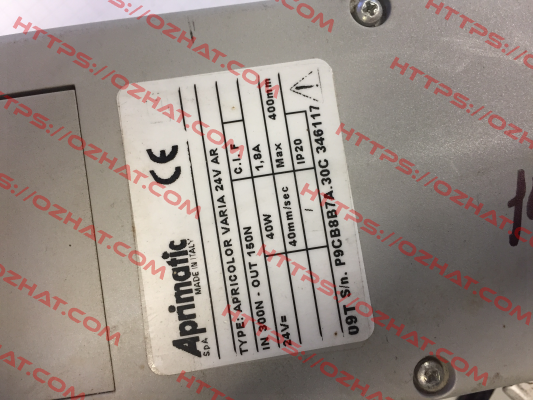 Aprimatic
S.p.A. MADE IN ITALY
CE
TYPE: APRICOLOR VARIA 24V AR
IN 300N - OUT 150N C.I. F
24V= 40W 1,8A
40mm/sec Max 400mm
/ IP20
09T S/n. P9CB8B7A.30C 346117
HTTPS://OZHAT.COM